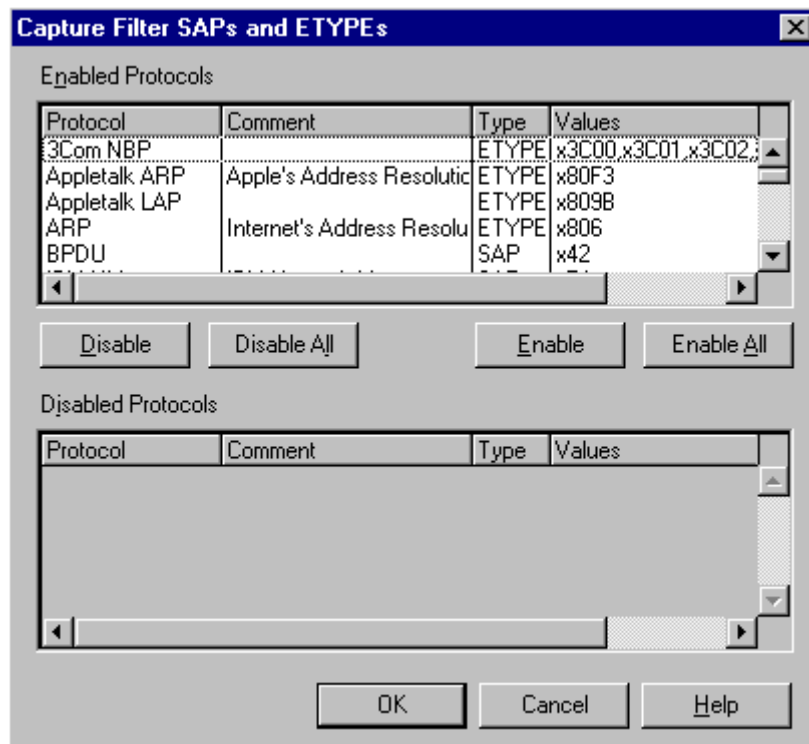 Capture Filter SAPs and ETYPEs
Enabled Protocols
Protocol Comment Type Values
3Com NBP ETYPE x3C00,x3C01,x3C02,
Appletalk ARP Apple's Address Resolutic ETYPE x80F3
Appletalk LAP ETYPE x809B
ARP Internet's Address Resolu ETYPE x806
BPDU SAP x42
Disable Disable All Enable Enable All
Disabled Protocols
Protocol Comment Type Values
OK Cancel Help